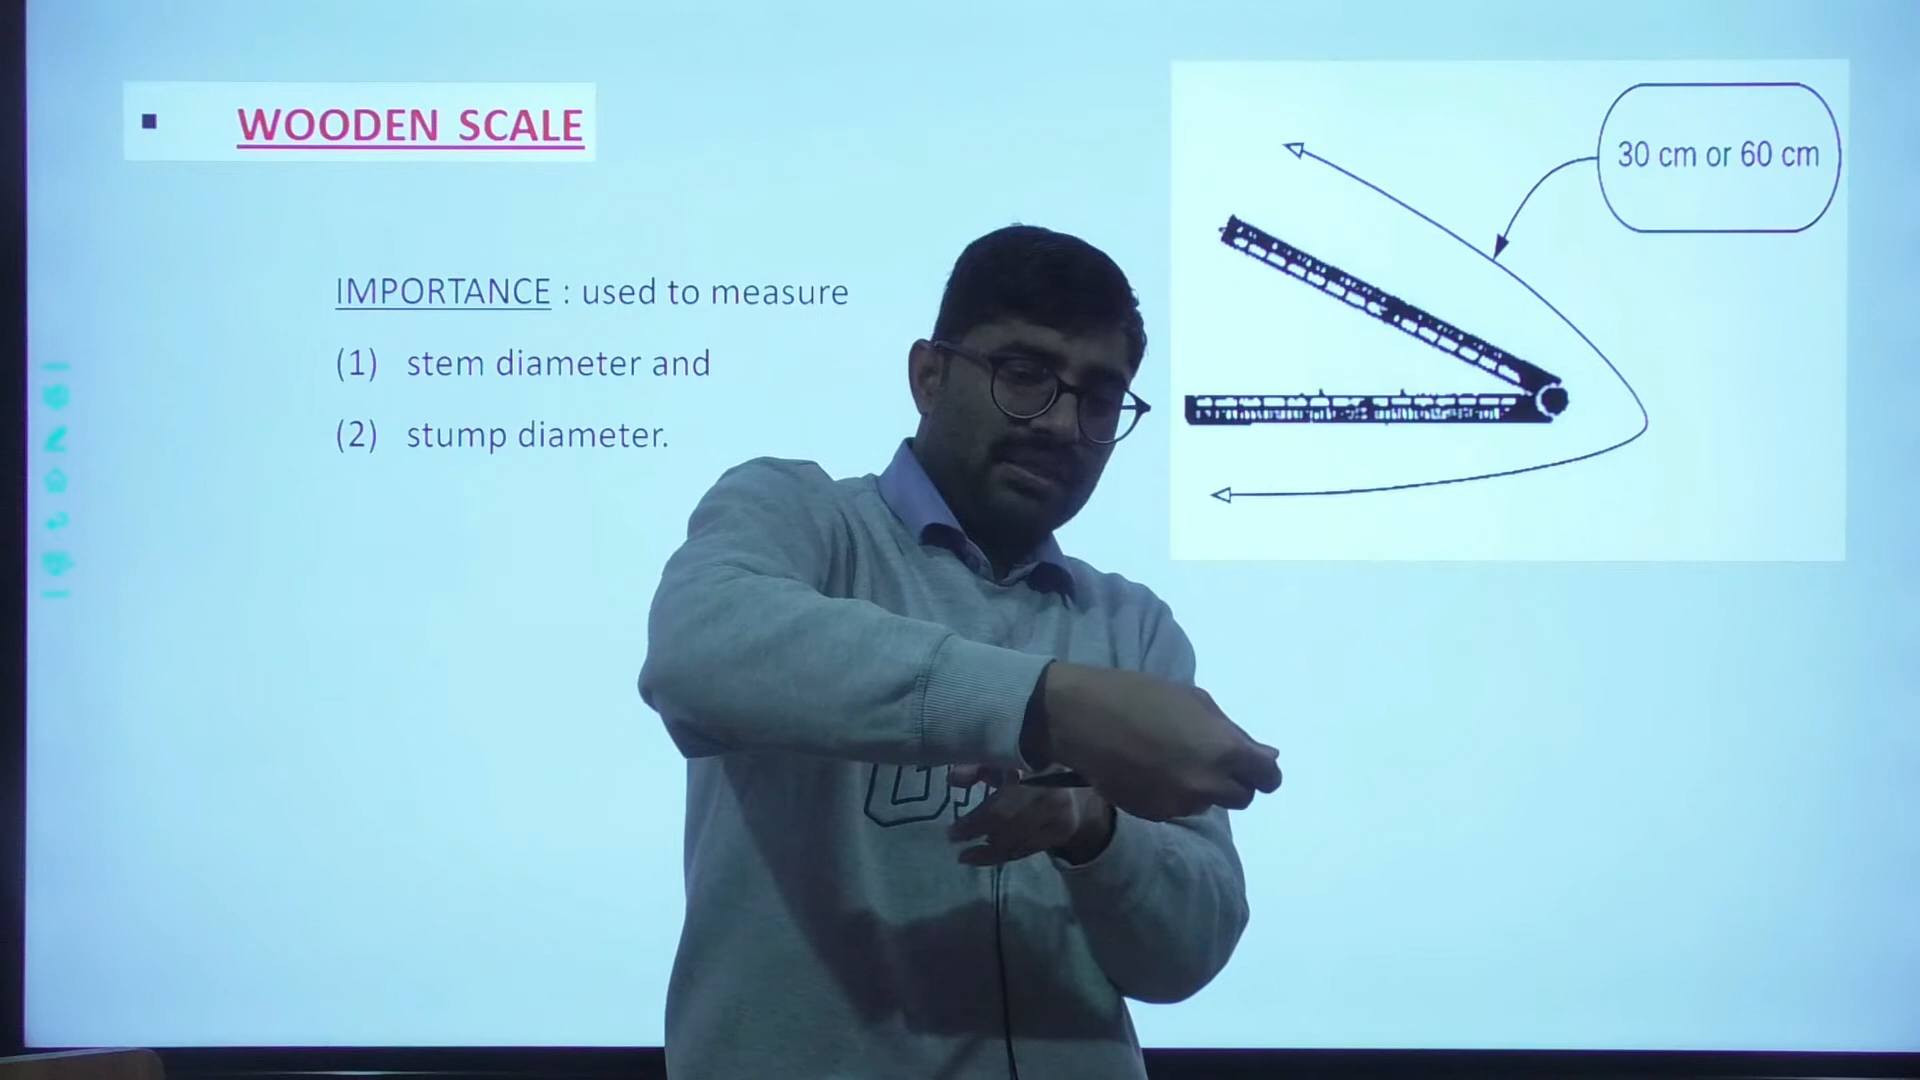 ▪ WOODEN SCALE
IMPORTANCE : used to measure
(1) stem diameter and
(2) stump diameter.
30 cm or 60 cm